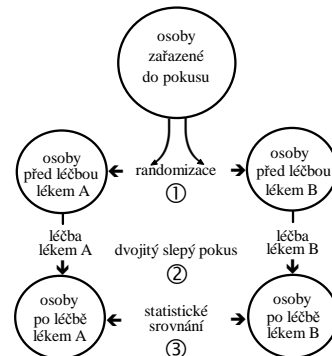 osoby
zařazené
do pokusu
osoby
před léčbou
lékem A
randomizace
①
osoby
před léčbou
lékem B
léčba
lékem A
dvojitý slepý pokus
②
léčba
lékem B
osoby
po léčbě
lékem A
statistické
srovnání
③
osoby
po léčbě
lékem B